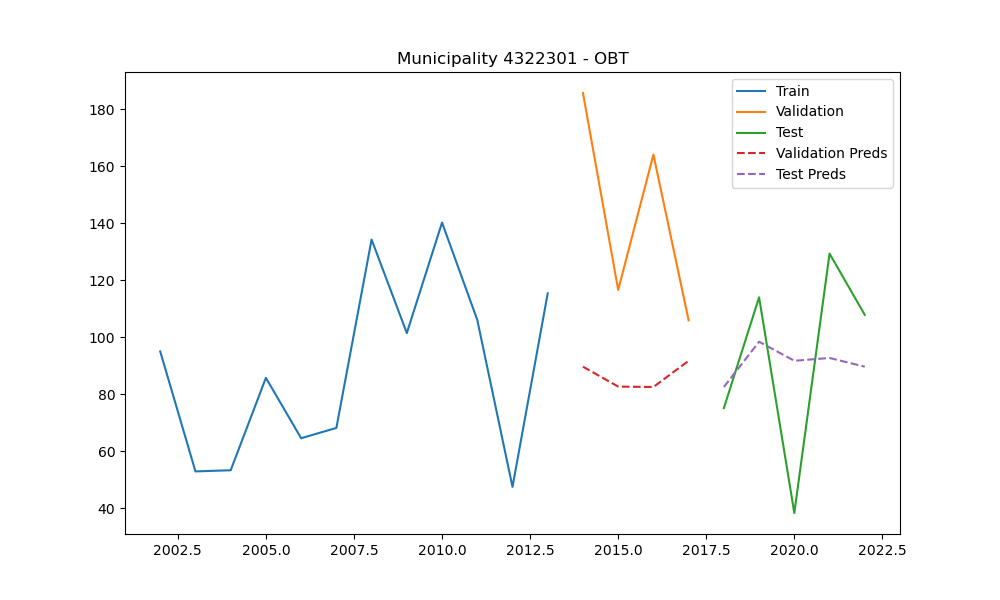 Municipality 4322301 - OBT
Train
Validation
Test
Validation Preds
Test Preds
180
160
140
120
100
80
60
40
2002.5 2005.0 2007.5 2010.0 2012.5 2015.0 2017.5 2020.0 2022.5